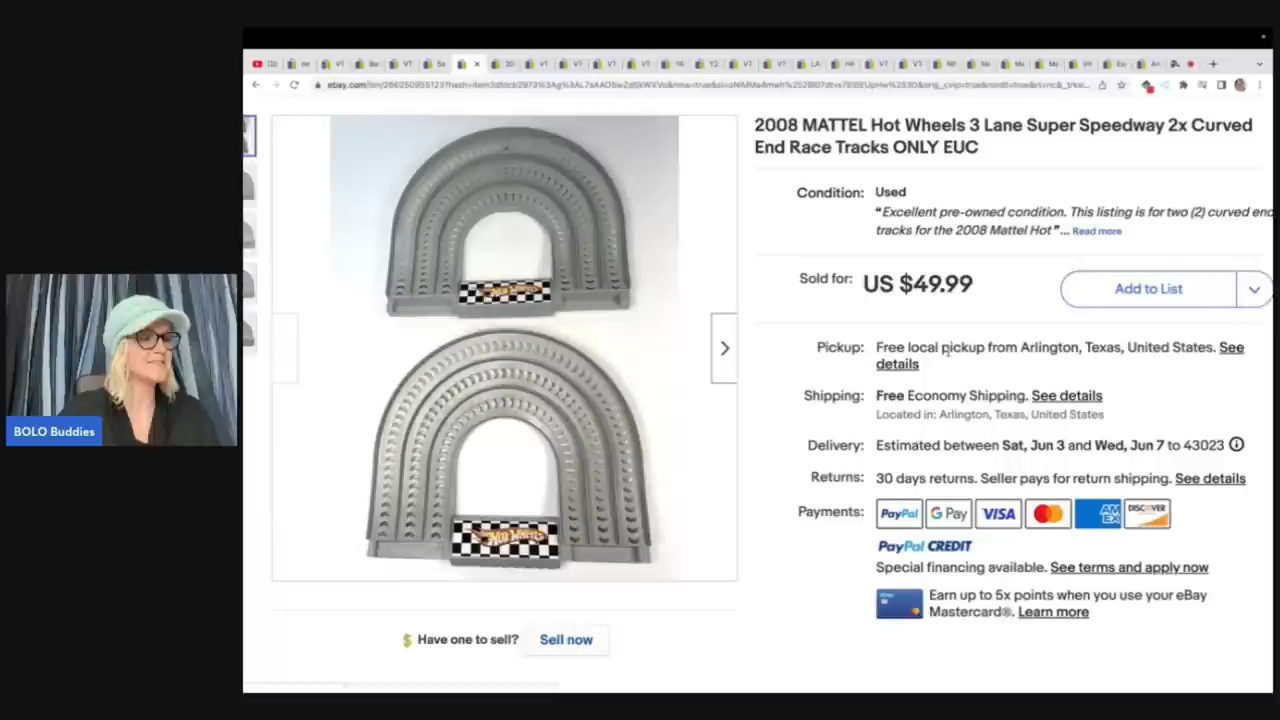 2008 MATTEL Hot Wheels 3 Lane Super Speedway 2x Curved
End Race Tracks ONLY EUC
Condition: Used
“Excellent pre-owned condition. This listing is for two (2) curved end
tracks for the 2008 Mattel Hot ”... Read more
Sold for: US $49.99
Add to List
Pickup: Free local pickup from Arlington, Texas, United States. See
details
Shipping: Free Economy Shipping. See details
Located in: Arlington, Texas, United States
BOLO Buddies
Delivery: Estimated between Sat, Jun 3 and Wed, Jun 7 to 43023
Returns: 30 days returns. Seller pays for return shipping. See details
Payments: PayPal G Pay VISA AM EX DISCOVER
HOT WHEELS
PayPal CREDIT
Special financing available. See terms and apply now
Earn up to 5x points when you use your eBay
Mastercard®. Learn more
$ Have one to sell? Sell now